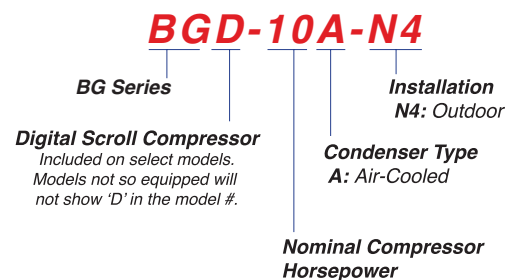 BGD-10A-N4
BG Series
Installation
N4: Outdoor
Digital Scroll Compressor
Included on select models.
Models not so equipped will
not show ‘D’ in the model #.
Condenser Type
A: Air-Cooled
Nominal Compressor
Horsepower